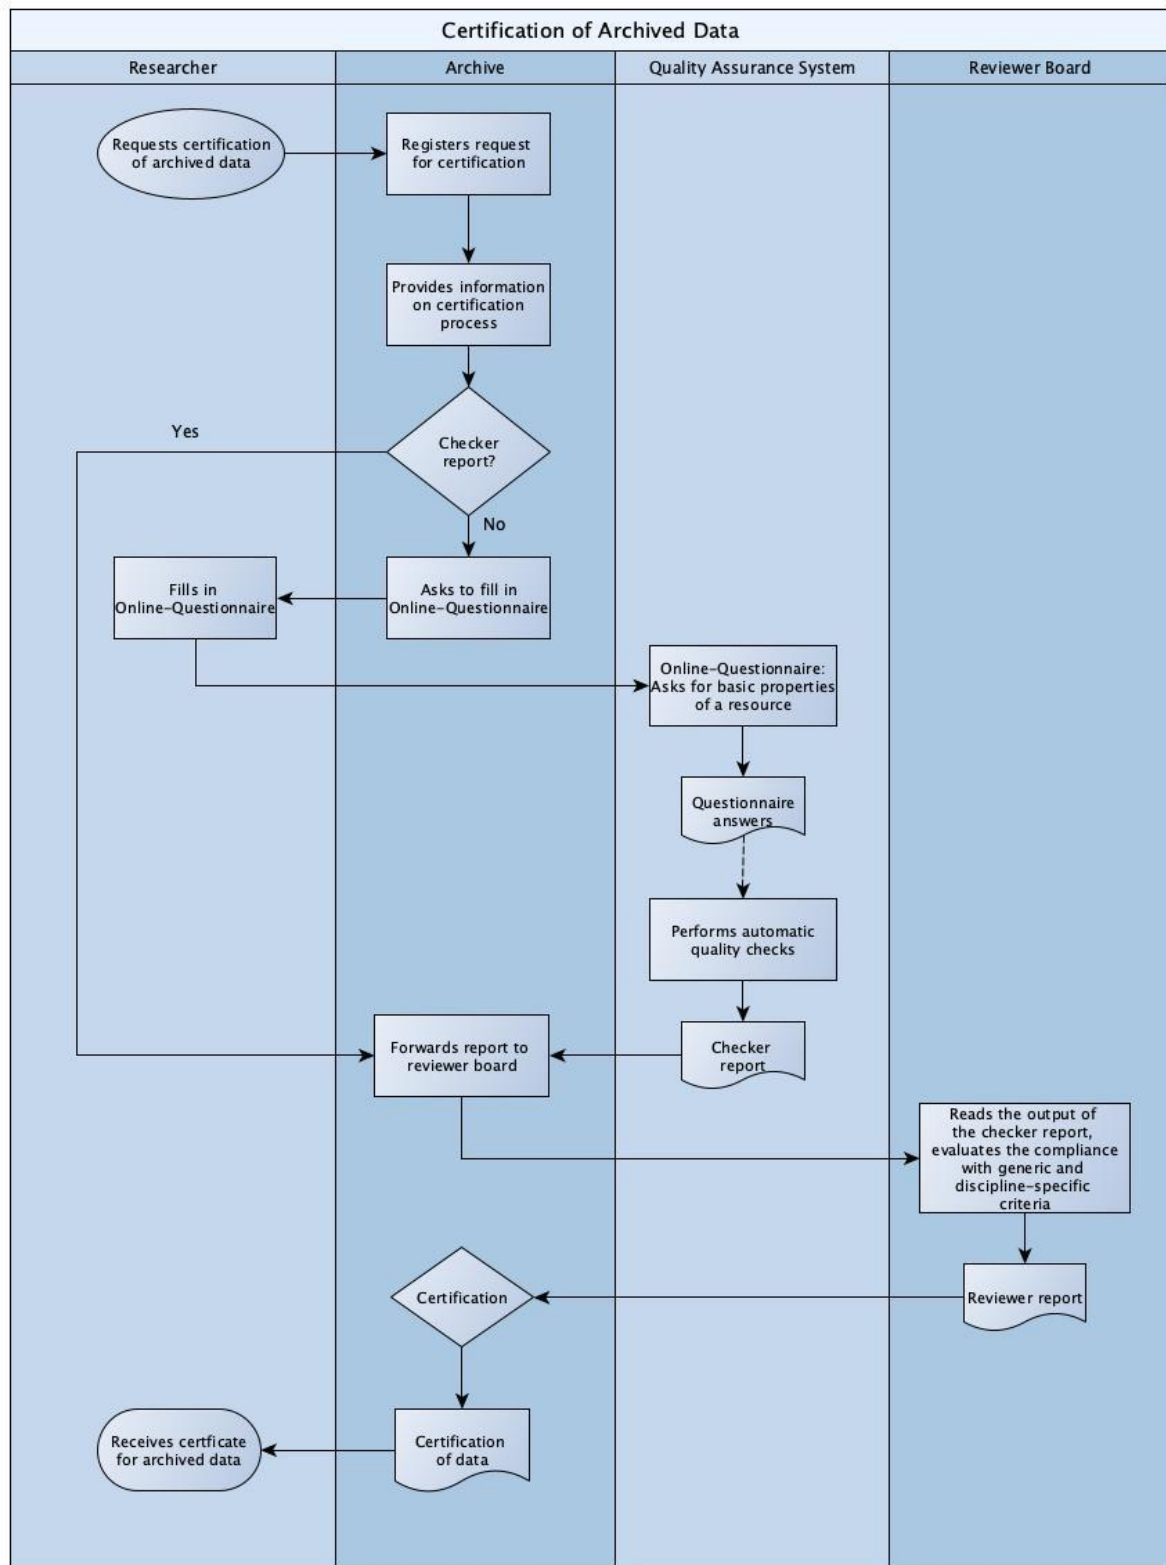 Certification of Archived Data
Researcher
Archive
Quality Assurance System
Reviewer Board
Requests certification
of archived data
Registers request
for certification
Provides information
on certification
process
Checker
report?
Yes
No
Fills in
Online-Questionnaire
Asks to fill in
Online-Questionnaire
Online-Questionnaire:
Asks for basic properties
of a resource
Questionnaire
answers
Performs automatic
quality checks
Forwards report to
reviewer board
Checker
report
Reads the output of
the checker report,
evaluates the compliance
with generic and
discipline-specific
criteria
Certification
Reviewer report
Receives certficate
for archived data
Certification
of data